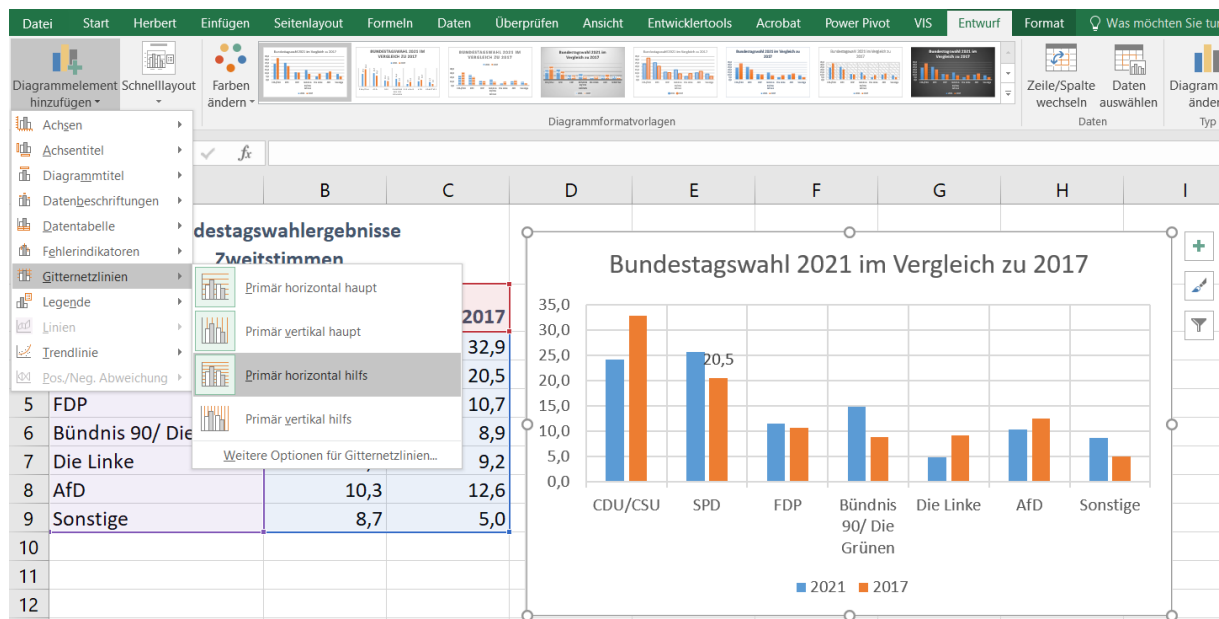 Datei Start Herbert Einfügen Seitenlayout Formeln Daten Überprüfen Ansicht Entwicklertools Acrobat Power Pivot VIS Entwurf Format Was möchten Sie tun
Diagrammelement hinzufügen
Schnelllayout
Farben ändern
Zeile/Spalte wechseln
Daten auswählen
Diagram
änder
Diagrammformatvorlagen
Daten
Typ
Achsen
Achsentitel
Diagrammtitel
Datenbeschriftungen
Datentabelle
Fehlerindikatoren
Gitternetzlinien
Legende
Linien
Trendlinie
Pos./Neg. Abweichung
Primär horizontal haupt
Primär vertikal haupt
Primär horizontal hilfs
Primär vertikal hilfs
Weitere Optionen für Gitternetzlinien...
fx
B C D E F G H I
destagswahlergebnisse
Zweitstimmen
2017
32,9
20,5
5 FDP 10,7
6 Bündnis 90/ Die 8,9
7 Die Linke 9,2
8 AfD 10,3 12,6
9 Sonstige 8,7 5,0
10
11
12
Bundestagswahl 2021 im Vergleich zu 2017
35,0
30,0
25,0
20,0
15,0
10,0
5,0
0,0
20,5
CDU/CSU SPD FDP Bündnis 90/ Die Grünen Die Linke AfD Sonstige
2021 2017